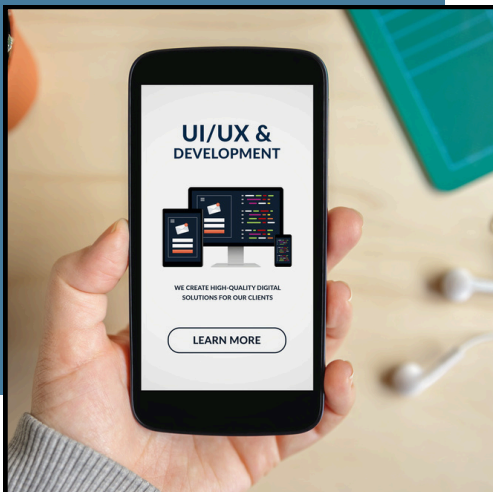 UI/UX &
DEVELOPMENT
WE CREATE HIGH-QUALITY DIGITAL
SOLUTIONS FOR OUR CLIENTS
LEARN MORE